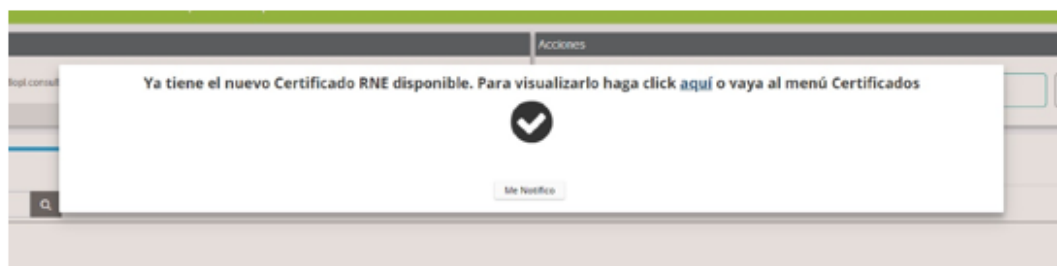 Acciones
Ya tiene el nuevo Certificado RNE disponible. Para visualizarlo haga click aquí o vaya al menú Certificados
Me Notifico